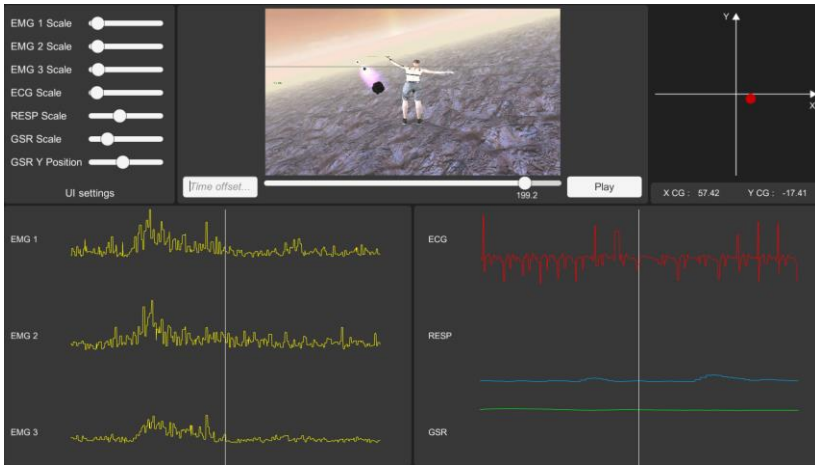 EMG 1 Scale
EMG 2 Scale
EMG 3 Scale
ECG Scale
RESP Scale
GSR Scale
GSR Y Position
UI settings
Time offset...
199.2
Play
Y
X
X CG : 57.42 Y CG : -17.41
EMG 1
EMG 2
EMG 3
ECG
RESP
GSR